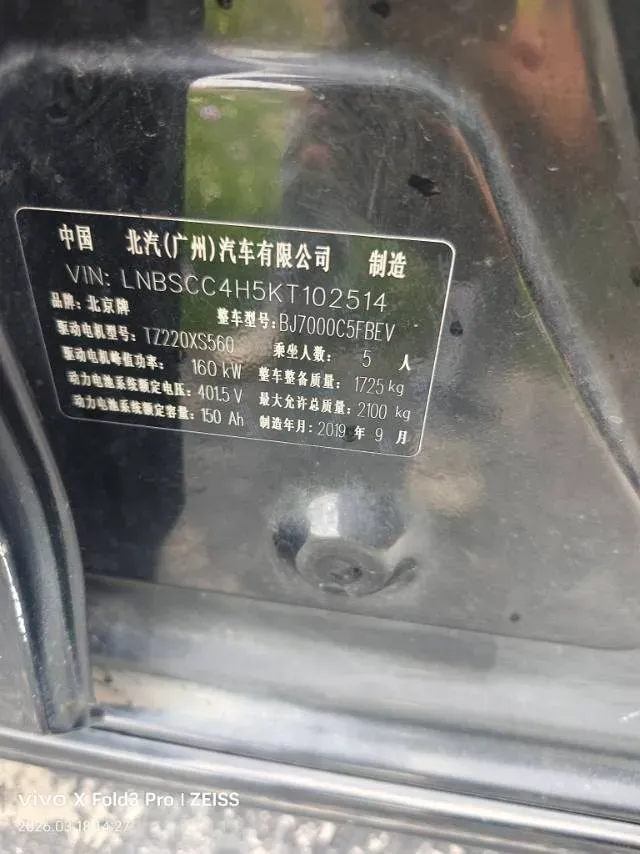 中国 北汽(广州)汽车有限公司 制造
VIN: LNBSCC4H5KT102514
品牌: 北京牌 整车型号: BJ7000C5FBEV
驱动电机型号: TZ220XS560 乘坐人数: 5 人
驱动电机峰值功率: 160 kW 整车整备质量: 1725 kg
动力电池系统额定电压: 401.5 V 最大允许总质量: 2100 kg
动力电池系统额定容量: 150 Ah 制造年月: 2019 年 9 月
vivo X Fold3 Pro | ZEISS
2026.03.18 14:27